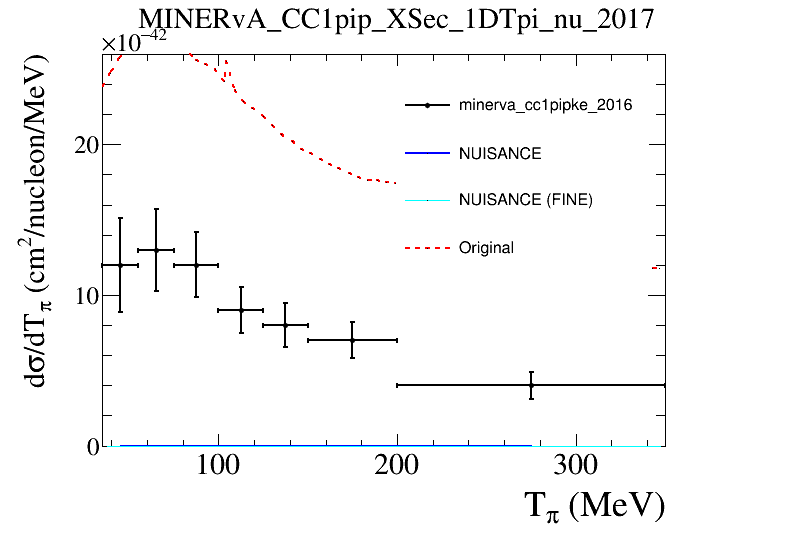 MINERvA_CC1pip_XSec_1DTpi_nu_2017
×10⁻⁴²
dσ/dTπ (cm²/nucleon/MeV)
20
10
0
minerva_cc1pipke_2016
NUISANCE
NUISANCE (FINE)
Original
100 200 300
Tπ (MeV)